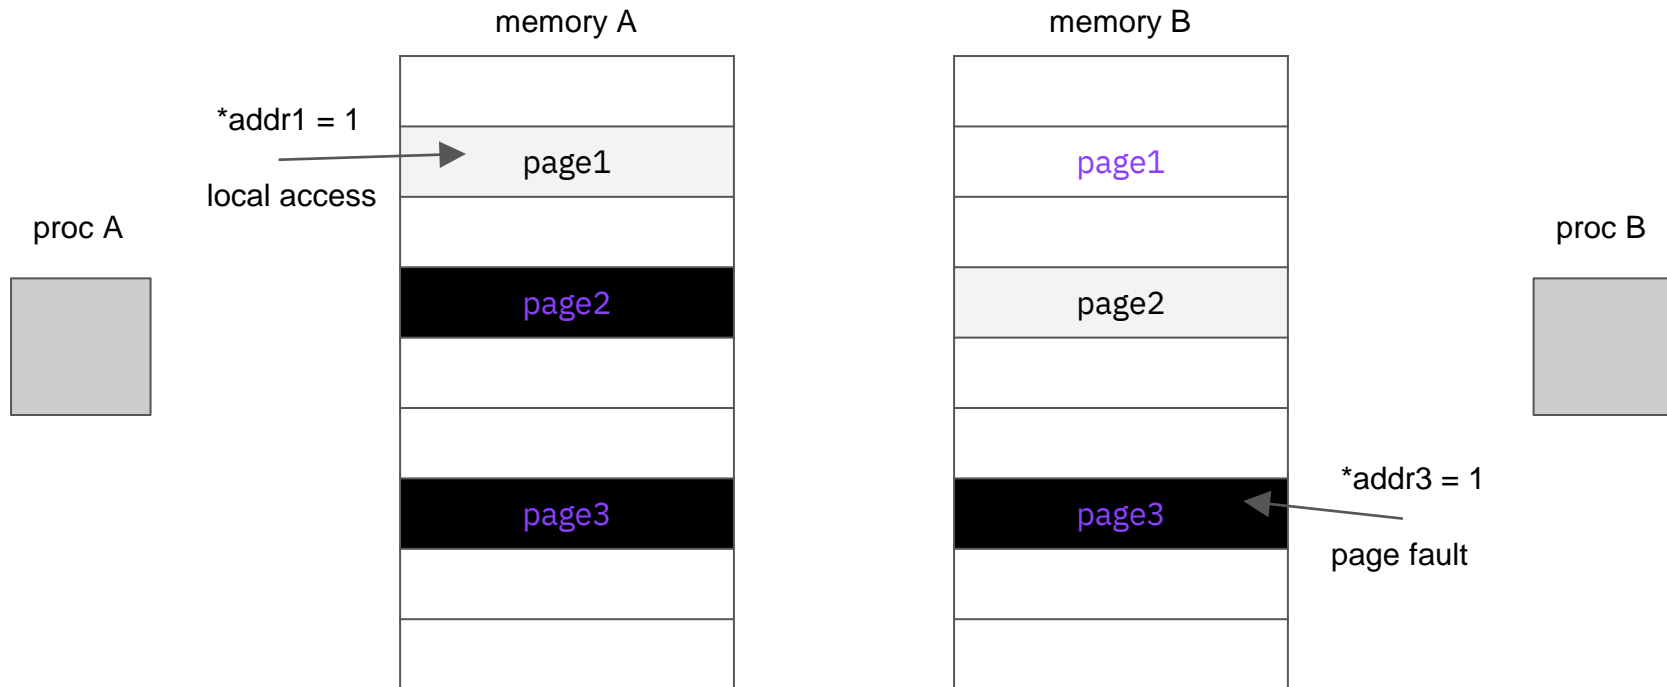 memory A
memory B
*addr1 = 1
page1
page1
local access
proc A
proc B
page2
page2
*addr3 = 1
page3
page3
page fault